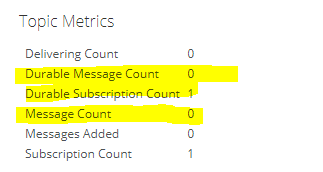 Topic Metrics
Delivering Count 0
Durable Message Count 0
Durable Subscription Count 1
Message Count 0
Messages Added 0
Subscription Count 1